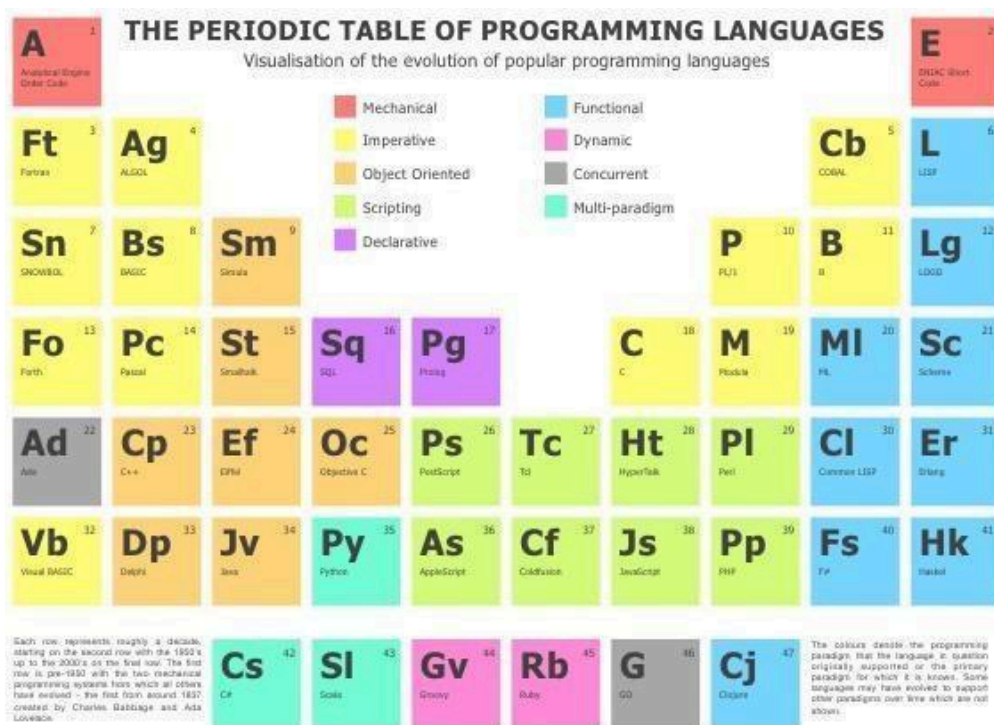 THE PERIODIC TABLE OF PROGRAMMING LANGUAGES
Visualisation of the evolution of popular programming languages
A 1
Analytical Engine
Order Code
E 2
ENIAC Short
Code
Mechanical
Imperative
Object Oriented
Scripting
Declarative
Functional
Dynamic
Concurrent
Multi-paradigm
Ft 3
Fortran
Ag 4
ALGOL
Cb 5
COBAL
L 6
LISP
Sn 7
SNOWBOL
Bs 8
BASIC
Sm 9
Simula
P 10
PL/1
B 11
B
Lg 12
LOGO
Fo 13
Forth
Pc 14
Pascal
St 15
Smalltalk
Sq 16
SQL
Pg 17
Prolog
C 18
C
M 19
Modula
Ml 20
ML
Sc 21
Scheme
Ad 22
Ada
Cp 23
C++
Ef 24
Eiffel
Oc 25
Objective C
Ps 26
PostScript
Tc 27
Tcl
Ht 28
HyperTalk
Pl 29
Perl
Cl 30
Common LISP
Er 31
Erlang
Vb 32
Visual BASIC
Dp 33
Delphi
Jv 34
Java
Py 35
Python
As 36
AppleScript
Cf 37
Coldfusion
Js 38
JavaScript
Pp 39
PHP
Fs 40
F#
Hk 41
Haskel
Each row represents roughly a decade,
starting on the second row with the 1950's
up to the 2000's on the final row. The first
row is pre-1950 with the two mechanical
programming systems from which all others
have evolved - the first from around 1837
created by Charles Babbage and Ada
Lovelace.
Cs 42
C#
Sl 43
Scala
Gv 44
Groovy
Rb 45
Ruby
G 46
GO
Cj 47
Clojure
The colours denote the programming
paradigm that the language in question
originally supported or the primary
paradigm for which it is known. Some
languages may have evolved to support
other paradigms over time which are not
shown.